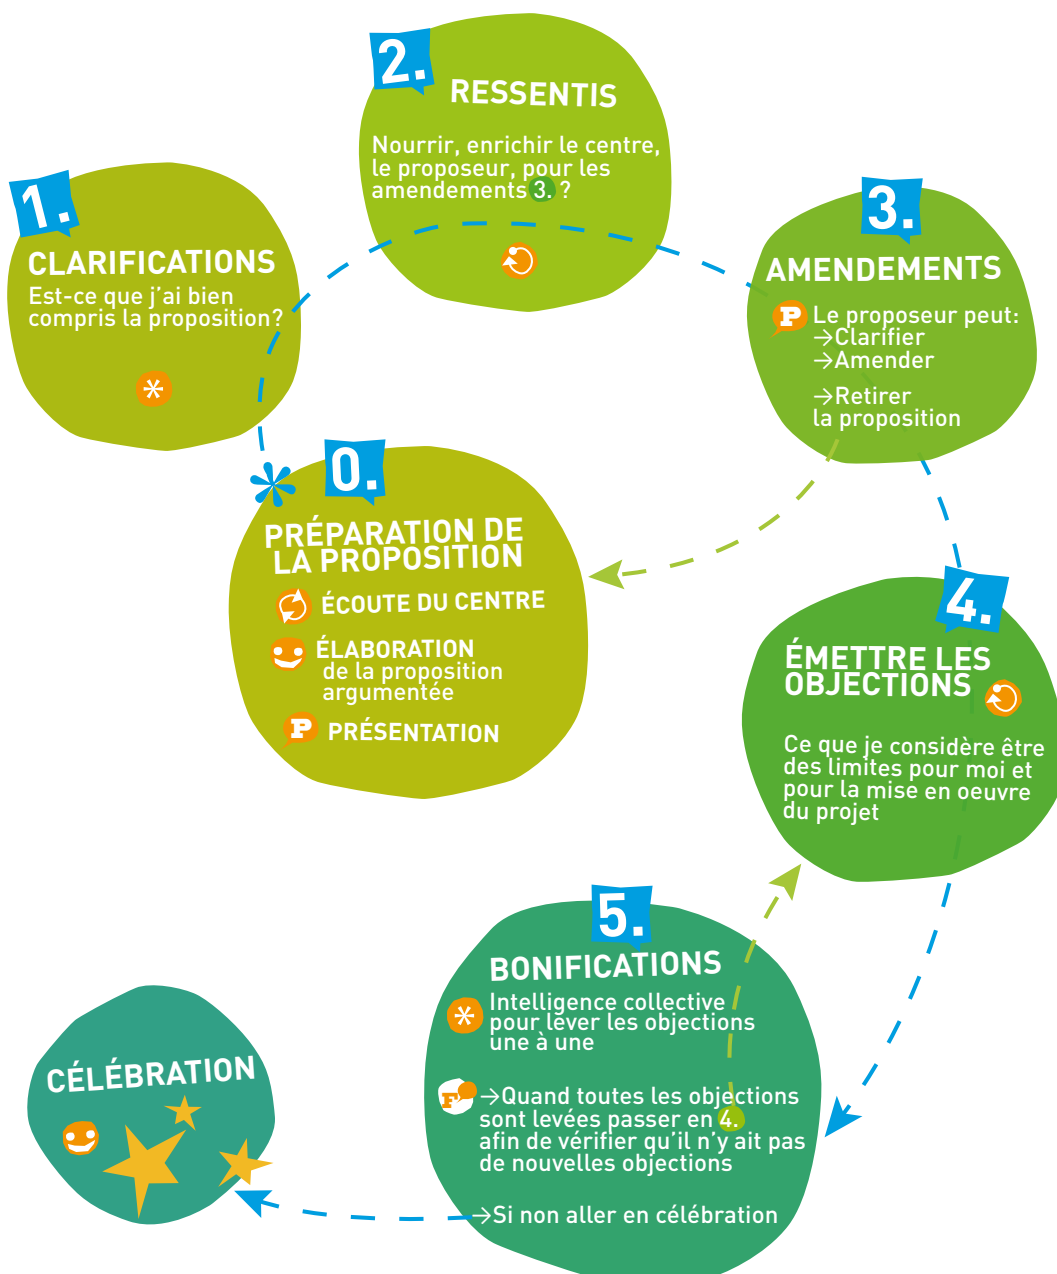 0.
PRÉPARATION DE
LA PROPOSITION
ÉCOUTE DU CENTRE
ÉLABORATION
de la proposition
argumentée
P PRÉSENTATION
1.
CLARIFICATIONS
Est-ce que j'ai bien
compris la proposition?
*
2.
RESSENTIS
Nourrir, enrichir le centre,
le proposeur, pour les
amendements 3. ?
3.
AMENDEMENTS
P Le proposeur peut:
→Clarifier
→Amender
→Retirer
la proposition
4.
ÉMETTRE LES
OBJECTIONS
Ce que je considère être
des limites pour moi et
pour la mise en oeuvre
du projet
5.
BONIFICATIONS
* Intelligence collective
pour lever les objections
une à une
F →Quand toutes les objections
sont levées passer en 4.
afin de vérifier qu'il n'y ait pas
de nouvelles objections
→Si non aller en célébration
CÉLÉBRATION